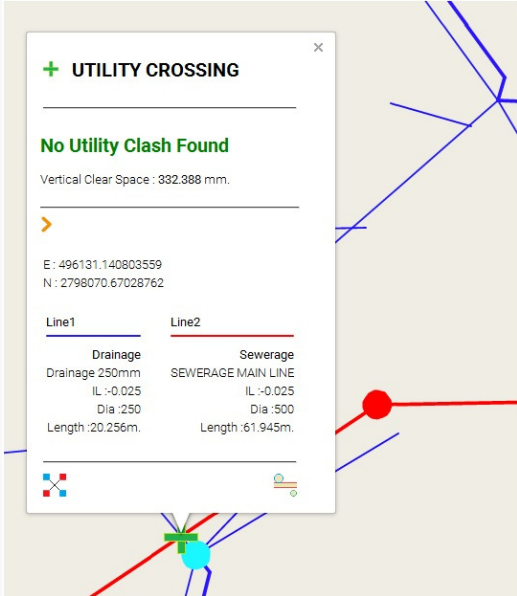 UTILITY CROSSING
No Utility Clash Found
Vertical Clear Space : 332.388 mm.
E : 496131.140803559
N : 2798070.67028762
Line1 Line2
Drainage Sewerage
Drainage 250mm SEWERAGE MAIN LINE
IL :-0.025 IL :-0.025
Dia :250 Dia :500
Length :20.256m. Length :61.945m.